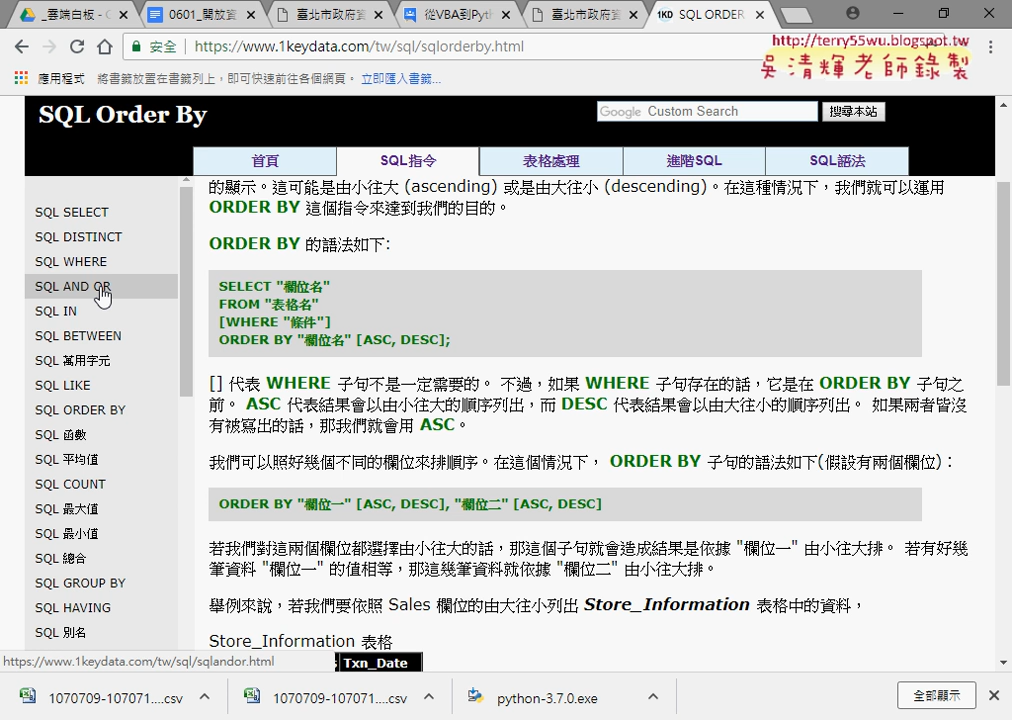 _雲端白板 - G
0601_開放資
臺北市政府資
從VBA到Pyth
臺北市政府資
1KD SQL ORDER
安全 https://www.1keydata.com/tw/sql/sqlorderby.html
http://terry55wu.blogspot.tw
吳清輝老師錄製
應用程式 將書籤放置在書籤列上，即可快速前往各個網頁。 立即匯入書籤...
SQL Order By
Google Custom Search 搜尋本站
首頁 SQL指令 表格處理 進階SQL SQL語法
SQL SELECT
SQL DISTINCT
SQL WHERE
SQL AND OR
SQL IN
SQL BETWEEN
SQL 萬用字元
SQL LIKE
SQL ORDER BY
SQL 函數
SQL 平均值
SQL COUNT
SQL 最大值
SQL 最小值
SQL 總合
SQL GROUP BY
SQL HAVING
SQL 別名
的顯示。這可能是由小往大 (ascending) 或是由大往小 (descending)。在這種情況下，我們就可以運用
ORDER BY 這個指令來達到我們的目的。
ORDER BY 的語法如下:
SELECT "欄位名"
FROM "表格名"
[WHERE "條件"]
ORDER BY "欄位名" [ASC, DESC];
[] 代表 WHERE 子句不是一定需要的。 不過，如果 WHERE 子句存在的話，它是在 ORDER BY 子句之
前。 ASC 代表結果會以由小往大的順序列出，而 DESC 代表結果會以由大往小的順序列出。 如果兩者皆沒
有被寫出的話，那我們就會用 ASC。
我們可以照好幾個不同的欄位來排順序。在這個情況下， ORDER BY 子句的語法如下(假設有兩個欄位)：
ORDER BY "欄位一" [ASC, DESC], "欄位二" [ASC, DESC]
若我們對這兩個欄位都選擇由小往大的話，那這個子句就會造成結果是依據 "欄位一" 由小往大排。 若有好幾
筆資料 "欄位一" 的值相等，那這幾筆資料就依據 "欄位二" 由小往大排。
舉例來說，若我們要依照 Sales 欄位的由大往小列出 Store_Information 表格中的資料，
Store_Information 表格
Txn_Date
https://www.1keydata.com/tw/sql/sqlandor.html
1070709-107071....csv
1070709-107071....csv
python-3.7.0.exe
全部顯示